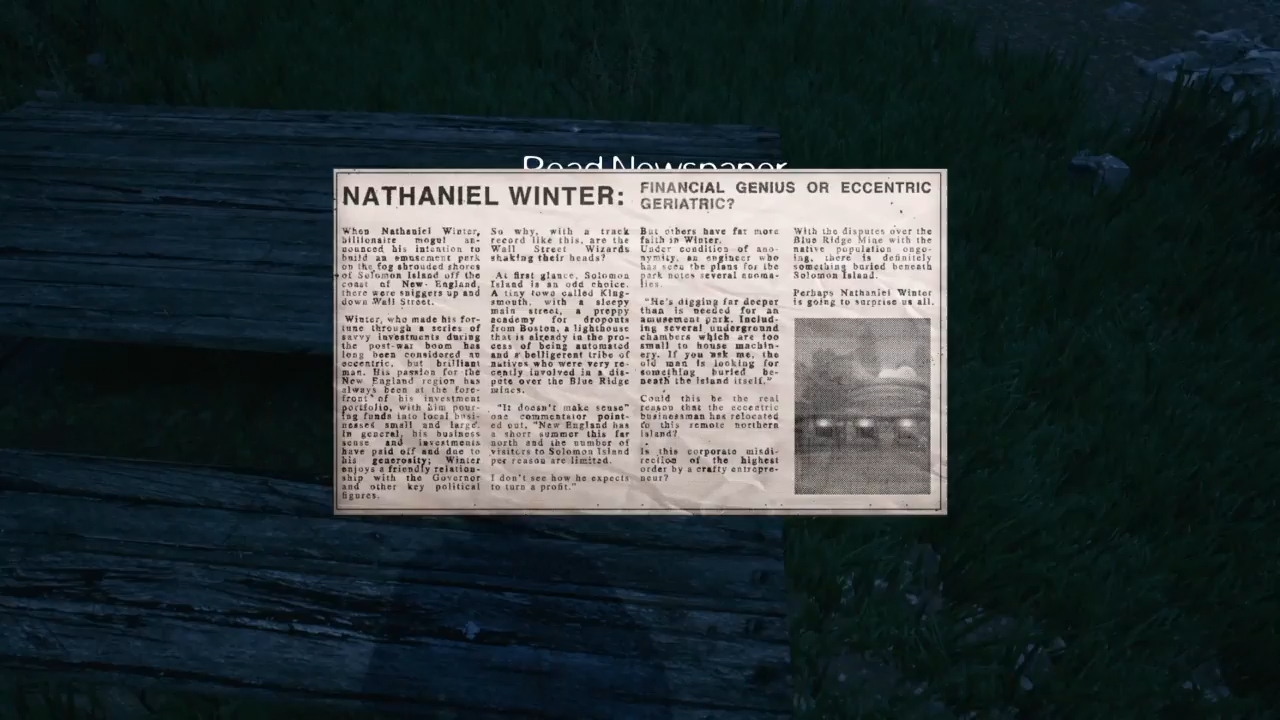 Read Newspaper
NATHANIEL WINTER:
FINANCIAL GENIUS OR ECCENTRIC
GERIATRIC?
When Nathaniel Winter,
billionaire mogul an-
nounced his intention to
build an amusement park
on the fog shrouded shores
of Solomon Island off the
coast of New- England,
there were sniggers up and
down Wall Street.
Winter, who made his for-
tune through a series of
savvy investments during
the post-war boom has
long been considered an
eccentric, but brilliant
man. His passion for the
New England region has
always been at the fore-
front of his investment
portfolio, with him pour-
ing funds into local busi-
nesses small and large.
In general, his business
sense and investments
have paid off and due to
his generosity; Winter
enjoys a friendly relation-
ship with the Governor
and other key political
figures.
So why, with a track
record like this, are the
Wall Street Wizards
shaking their heads?
At first glance, Solomon
Island is an odd choice.
A tiny town called King-
smouth, with a sleepy
main street, a preppy
academy for dropouts
from Boston, a lighthouse
that is already in the pro-
cess of being automated
and a belligerent tribe of
natives who were very re-
cently involved in a dis-
pute over the Blue Ridge
mines.
"It doesn't make sense"
one commentator point-
ed out, "New England has
a short summer this far
north and the number of
visitors to Solomon Island
per reason are limited.
I don't see how he expects
to turn a profit."
But others have far more
faith in Winter.
Under condition of ano-
nymity, an engineer who
has seen the plans for the
park notes several anoma-
lies.
"He's digging far deeper
than is needed for an
amusement park. Includ-
ing several underground
chambers which are too
small to house machin-
ery. If you ask me, the
old man is looking for
something buried be-
neath the island itself."
Could this be the real
reason that the eccentric
businessman has relocated
to this remote northern
island?
Is this corporate misdi-
rection of the highest
order by a crafty entrepre-
neur?
With the disputes over the
Blue Ridge Mine with the
native population ongo-
ing, there is definitely
something buried beneath
Solomon Island.
Perhaps Nathaniel Winter
is going to surprise us all.